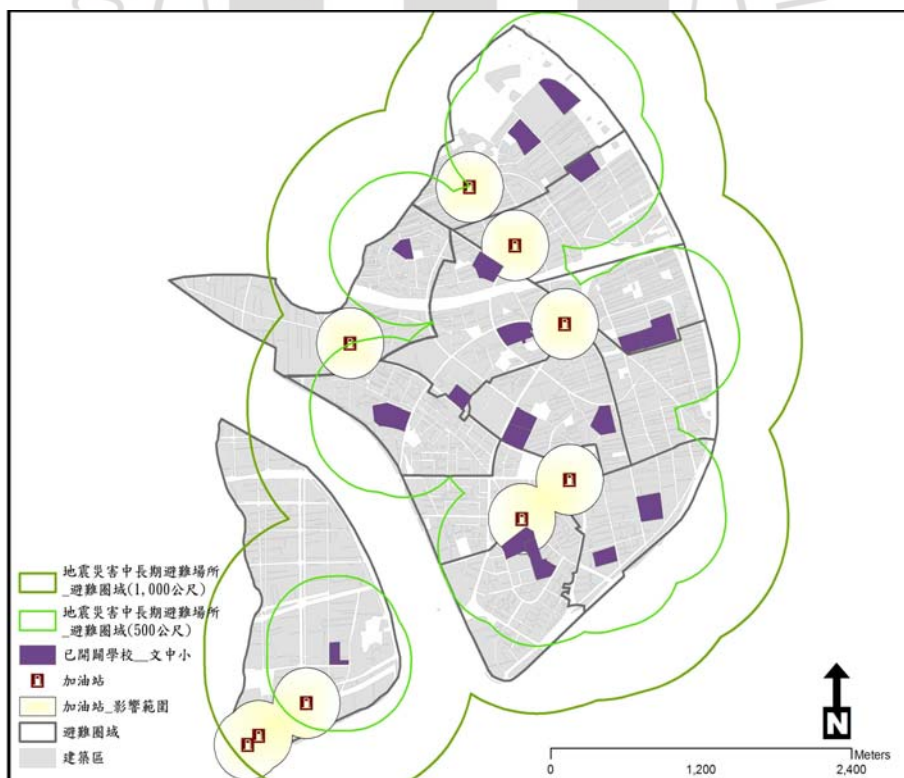 地震災害中長期避難場所
_避難圈域(1,000公尺)
地震災害中長期避難場所
_避難圈域(500公尺)
已開闢學校__文中小
加油站
加油站_影響範圍
避難圈域
建築區
N
Meters
0 1,200 2,400